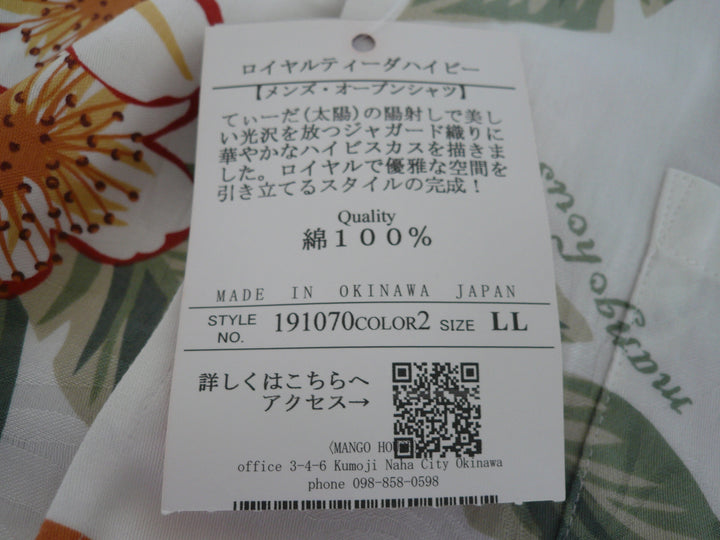 ロイヤルティーダハイビー
【メンズ・オープンシャツ】
てぃーだ(太陽)の陽射しで美し
い光沢を放つジャガード織りに
華やかなハイビスカスを描きま
した。ロイヤルで優雅な空間を
引き立てるスタイルの完成！
Quality
綿１００％
MADE IN OKINAWA JAPAN
STYLE NO. 191070COLOR2 SIZE LL
詳しくはこちらへ
アクセス→
〈MANGO HOU
office 3-4-6 Kumoji Naha City Okinawa
phone 098-858-0598
mango hous